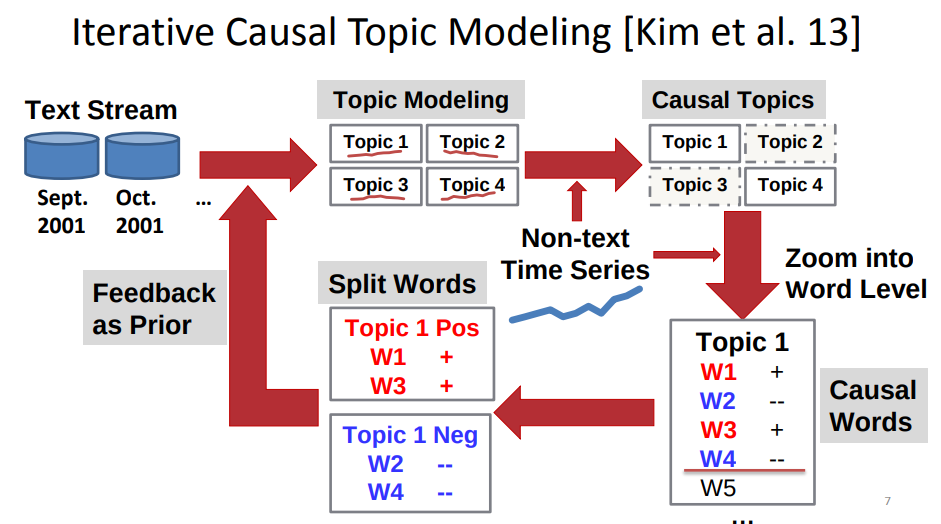 Iterative Causal Topic Modeling [Kim et al. 13]
Text Stream
Sept.
2001
Oct.
2001
...
Topic Modeling
Topic 1
Topic 2
Topic 3
Topic 4
Causal Topics
Topic 1
Topic 2
Topic 3
Topic 4
Non-text
Time Series
Zoom into
Word Level
Feedback
as Prior
Split Words
Topic 1 Pos
W1 +
W3 +
Topic 1 Neg
W2 --
W4 --
Topic 1
W1 +
W2 --
W3 +
W4 --
W5
...
Causal
Words
7